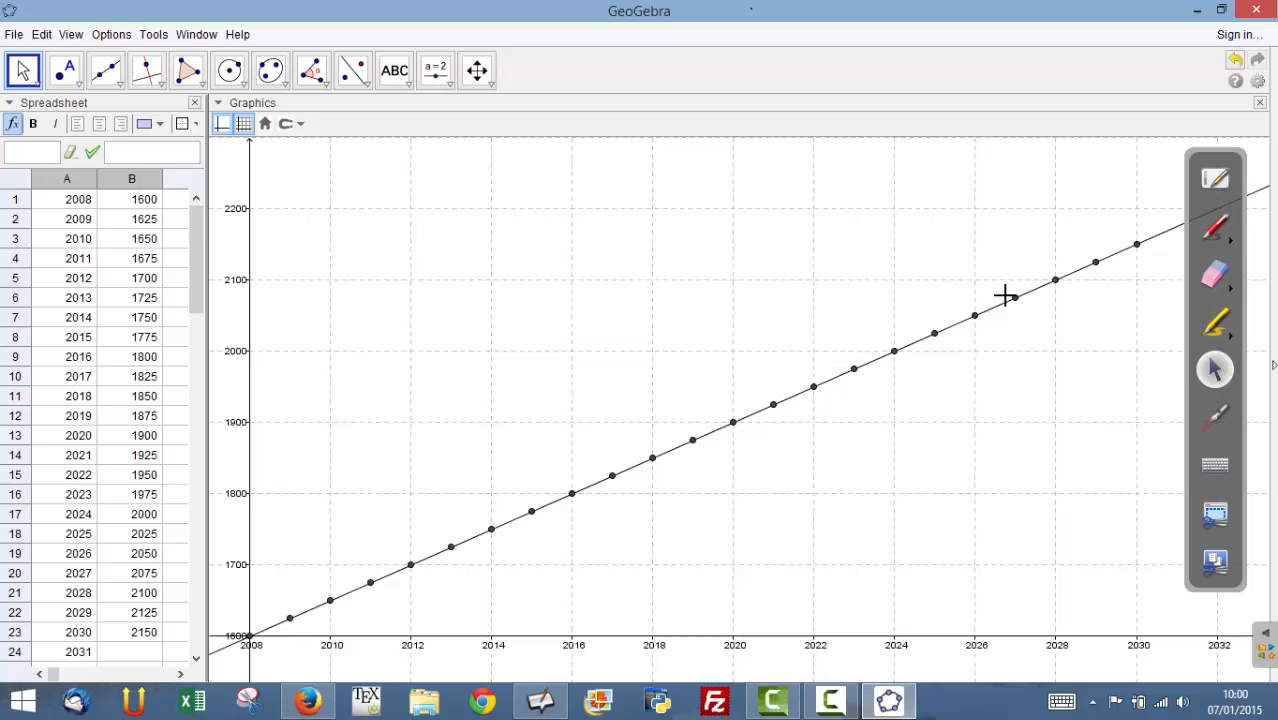 GeoGebra
File Edit View Options Tools Window Help Sign in...
A ABC a = 2
Spreadsheet Graphics
fx B I
A B
1 2008 1600
2 2009 1625
3 2010 1650
4 2011 1675
5 2012 1700
6 2013 1725
7 2014 1750
8 2015 1775
9 2016 1800
10 2017 1825
11 2018 1850
12 2019 1875
13 2020 1900
14 2021 1925
15 2022 1950
16 2023 1975
17 2024 2000
18 2025 2025
19 2026 2050
20 2027 2075
21 2028 2100
22 2029 2125
23 2030 2150
24 2031
2200
2100
2000
1900
1800
1700
1600
2008 2010 2012 2014 2016 2018 2020 2022 2024 2026 2028 2030 2032
TEX Fz
10:00
07/01/2015